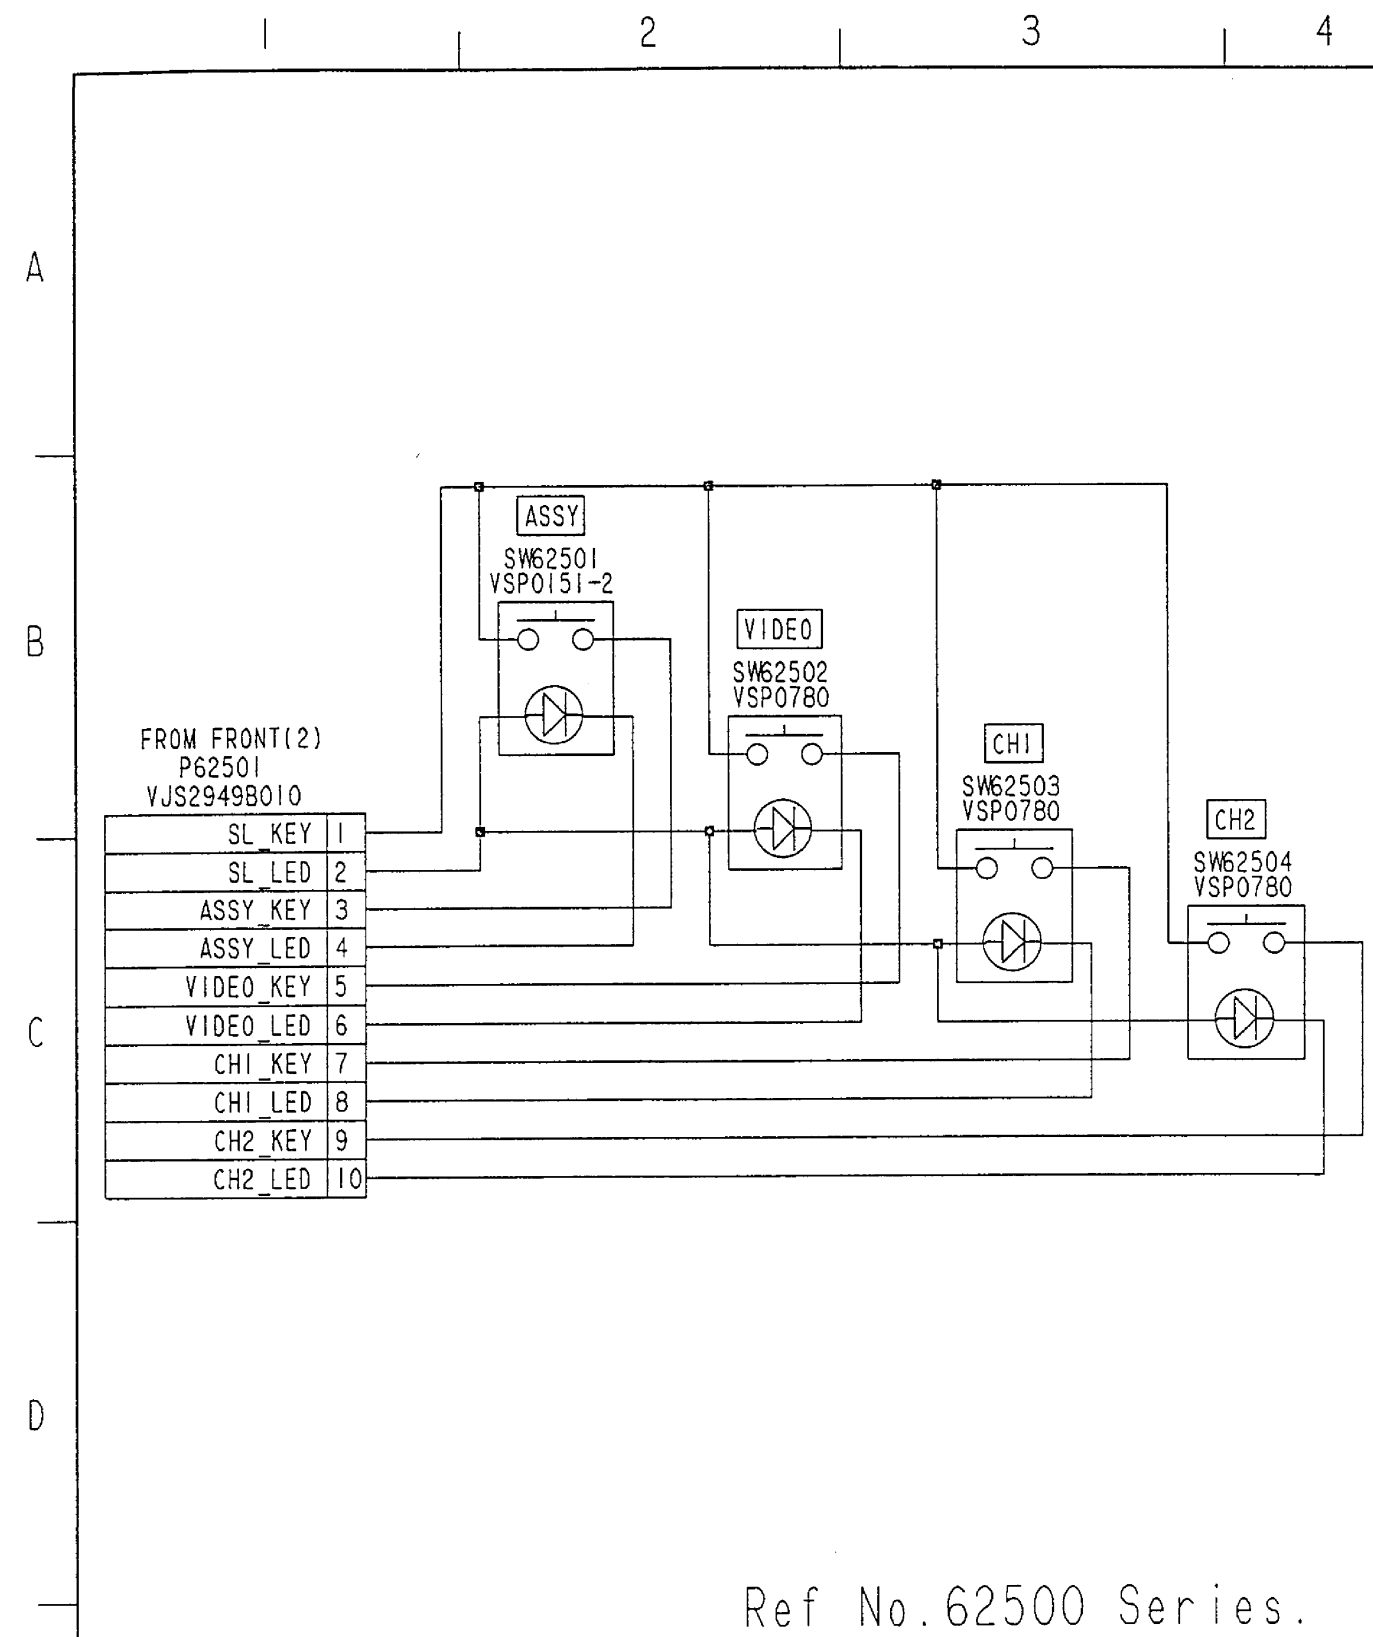 1 2 3 4
A
B
C
D
ASSY
SW62501
VSP0151-2
VIDEO
SW62502
VSP0780
CH1
SW62503
VSP0780
CH2
SW62504
VSP0780
FROM FRONT(2)
P62501
VJS2949B010
SL_KEY 1
SL_LED 2
ASSY_KEY 3
ASSY_LED 4
VIDEO_KEY 5
VIDEO_LED 6
CH1_KEY 7
CH1_LED 8
CH2_KEY 9
CH2_LED 10
Ref No.62500 Series.